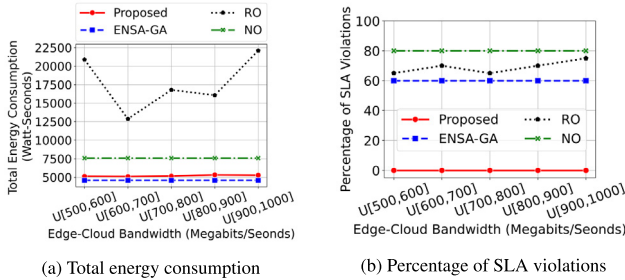 Proposed
RO
ENSA-GA
NO
Total Energy Consumption
(Watt-Seconds)
22500
20000
17500
15000
12500
10000
7500
5000
U[500,600]
U[600,700]
U[700,800]
U[800,900]
U[900,1000]
Edge-Cloud Bandwidth (Megabits/Seonds)
(a) Total energy consumption
Percentage of SLA Violations
100
80
60
40
20
0
Proposed
RO
ENSA-GA
NO
U[500,600]
U[600,700]
U[700,800]
U[800,900]
U[900,1000]
Edge-Cloud Bandwidth (Megabits/Seonds)
(b) Percentage of SLA violations